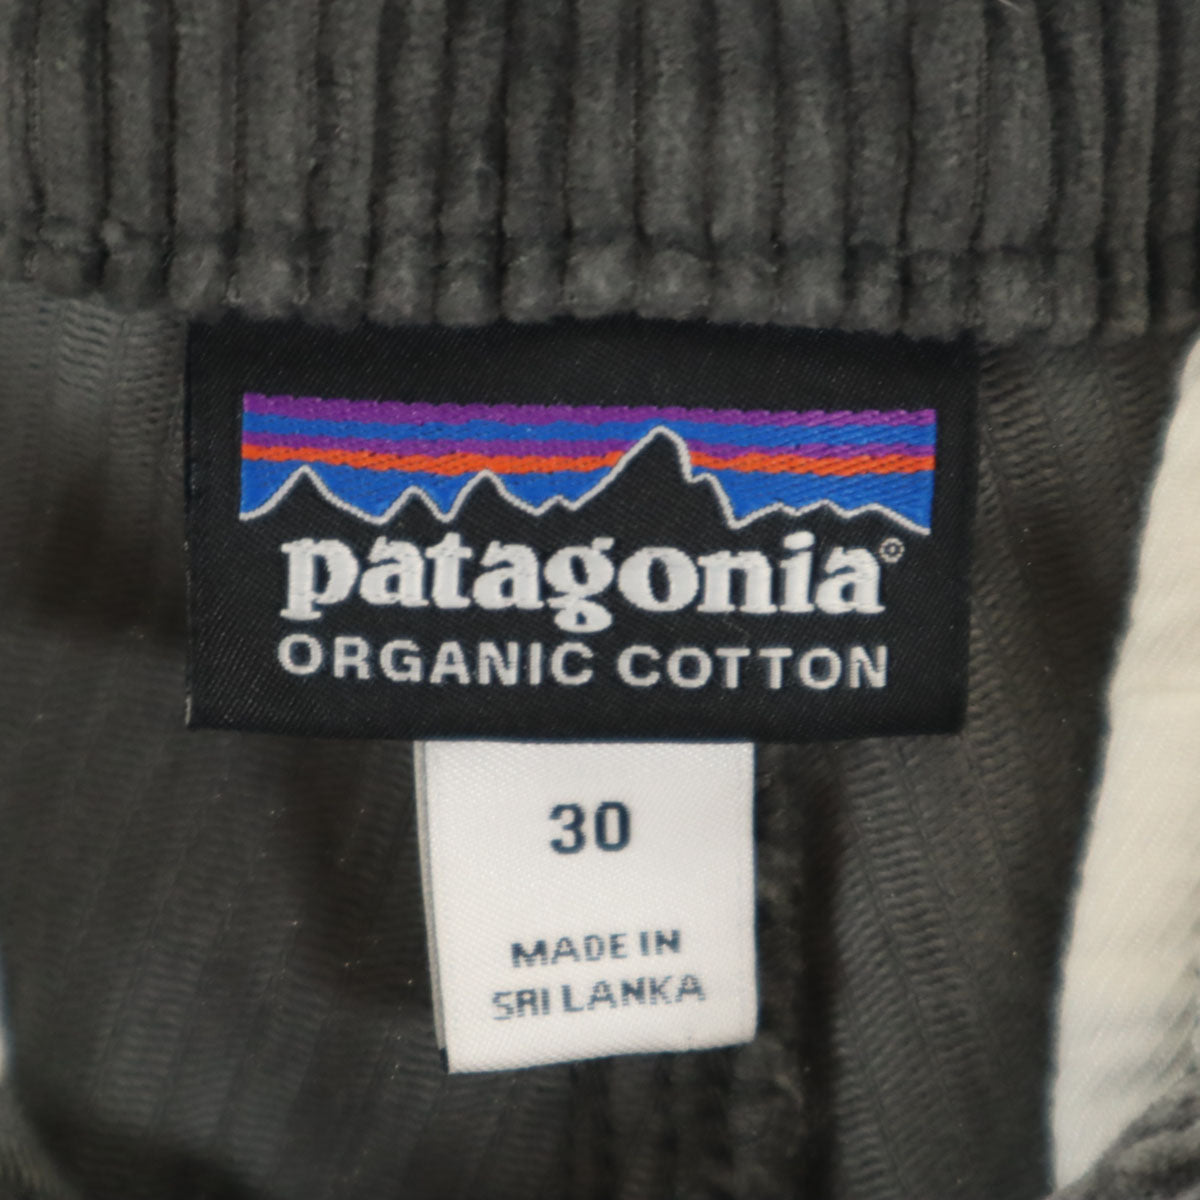 patagonia®
ORGANIC COTTON
30
MADE IN
SRI LANKA